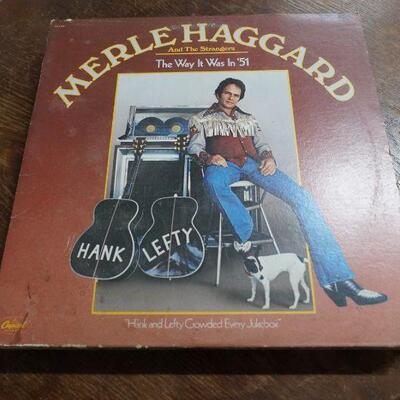 MERLE HAGGARD
And The Strangers
The Way It Was In '51
HANK
LEFTY
"Hank and Lefty Crowded Every Jukebox"
Capitol